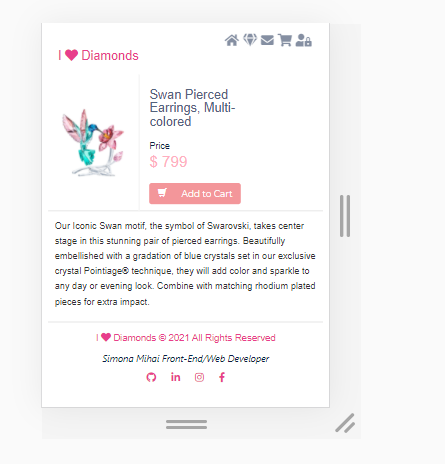 I ♥ Diamonds
Swan Pierced
Earrings, Multi-
colored
Price
$ 799
Add to Cart
Our Iconic Swan motif, the symbol of Swarovski, takes center
stage in this stunning pair of pierced earrings. Beautifully
embellished with a gradation of blue crystals set in our exclusive
crystal Pointiage® technique, they will add color and sparkle to
any day or evening look. Combine with matching rhodium plated
pieces for extra impact.
I ♥ Diamonds © 2021 All Rights Reserved
Simona Mihai Front-End/Web Developer